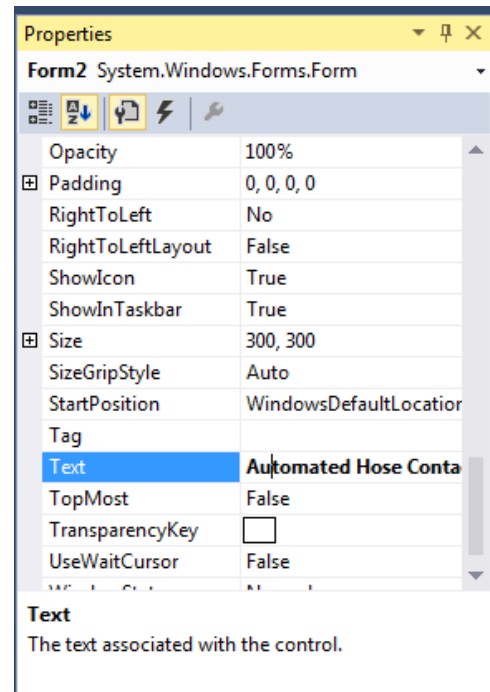 Properties
Form2 System.Windows.Forms.Form
Opacity 100%
Padding 0, 0, 0, 0
RightToLeft No
RightToLeftLayout False
ShowIcon True
ShowInTaskbar True
Size 300, 300
SizeGripStyle Auto
StartPosition WindowsDefaultLocation
Tag
Text Automated Hose Conta
TopMost False
TransparencyKey
UseWaitCursor False
Text
The text associated with the control.